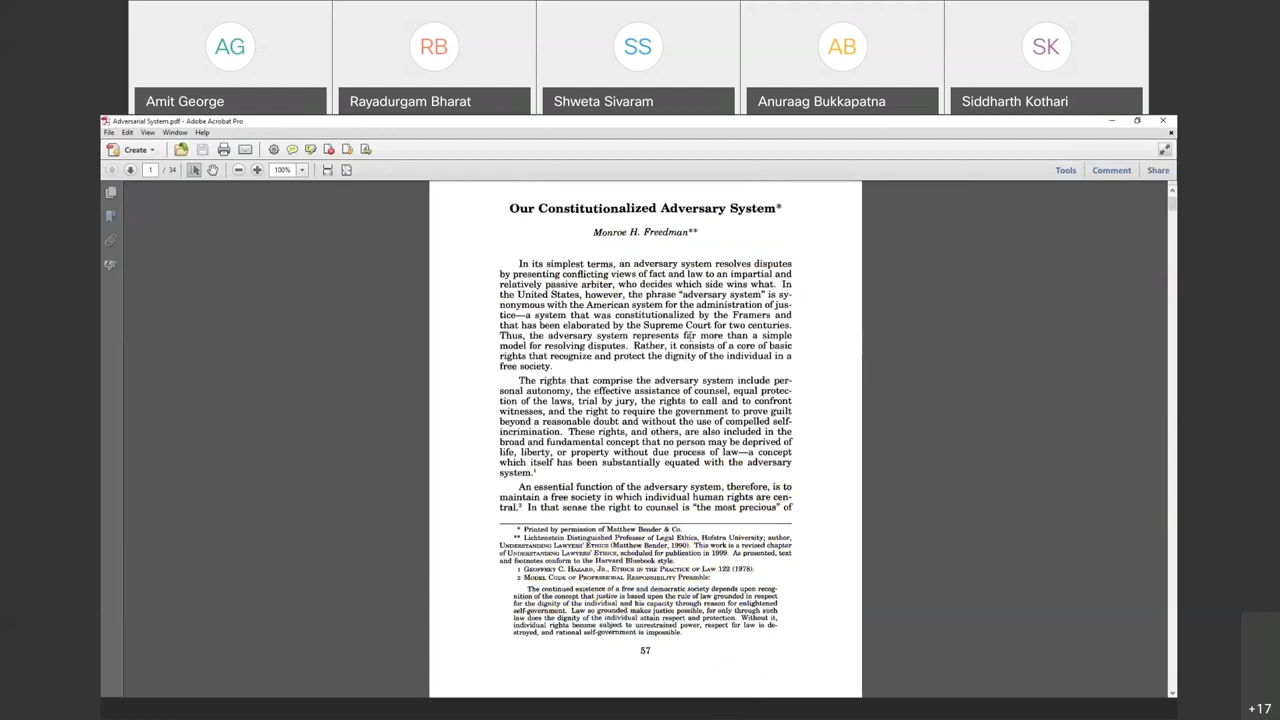 AG
RB
SS
AB
SK
Amit George
Rayadurgam Bharat
Shweta Sivaram
Anuraag Bukkapatna
Siddharth Kothari
Adversarial System.pdf - Adobe Acrobat Pro
File Edit View Window Help
Create
1 / 34
100%
Tools Comment Share
Our Constitutionalized Adversary System*
Monroe H. Freedman**
In its simplest terms, an adversary system resolves disputes
by presenting conflicting views of fact and law to an impartial and
relatively passive arbiter, who decides which side wins what. In
the United States, however, the phrase “adversary system” is sy-
nonymous with the American system for the administration of jus-
tice—a system that was constitutionalized by the Framers and
that has been elaborated by the Supreme Court for two centuries.
Thus, the adversary system represents far more than a simple
model for resolving disputes. Rather, it consists of a core of basic
rights that recognize and protect the dignity of the individual in a
free society.
The rights that comprise the adversary system include per-
sonal autonomy, the effective assistance of counsel, equal protec-
tion of the laws, trial by jury, the rights to call and to confront
witnesses, and the right to require the government to prove guilt
beyond a reasonable doubt and without the use of compelled self-
incrimination. These rights, and others, are also included in the
broad and fundamental concept that no person may be deprived of
life, liberty, or property without due process of law—a concept
which itself has been substantially equated with the adversary
system.1
An essential function of the adversary system, therefore, is to
maintain a free society in which individual human rights are cen-
tral.2 In that sense the right to counsel is “the most precious” of
* Printed by permission of Matthew Bender & Co.
** Lichtenstein Distinguished Professor of Legal Ethics, Hofstra University; author,
UNDERSTANDING LAWYERS' ETHICS (Matthew Bender, 1990). This work is a revised chapter
of UNDERSTANDING LAWYERS' ETHICS, scheduled for publication in 1999. As presented, text
and footnotes conform to the Harvard Bluebook style.
1 GEOFFREY C. HAZARD, JR., ETHICS IN THE PRACTICE OF LAW 122 (1978).
2 MODEL CODE OF PROFESSIONAL RESPONSIBILITY Preamble:
The continued existence of a free and democratic society depends upon recog-
nition of the concept that justice is based upon the rule of law grounded in respect
for the dignity of the individual and his capacity through reason for enlightened
self-government. Law so grounded makes justice possible, for only through such
law does the dignity of the individual attain respect and protection. Without it,
individual rights become subject to unrestrained power, respect for law is de-
stroyed, and rational self-government is impossible.
57
+17